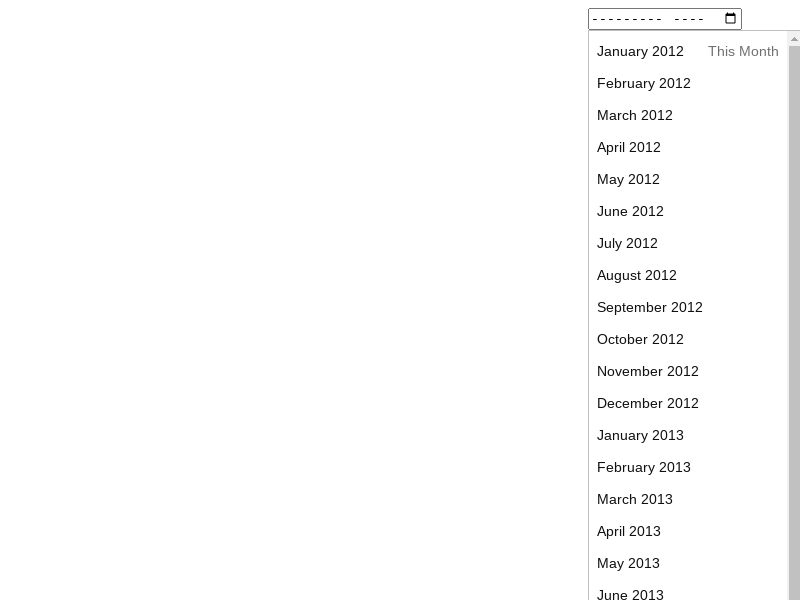 --------- ----
January 2012 This Month
February 2012
March 2012
April 2012
May 2012
June 2012
July 2012
August 2012
September 2012
October 2012
November 2012
December 2012
January 2013
February 2013
March 2013
April 2013
May 2013
June 2013